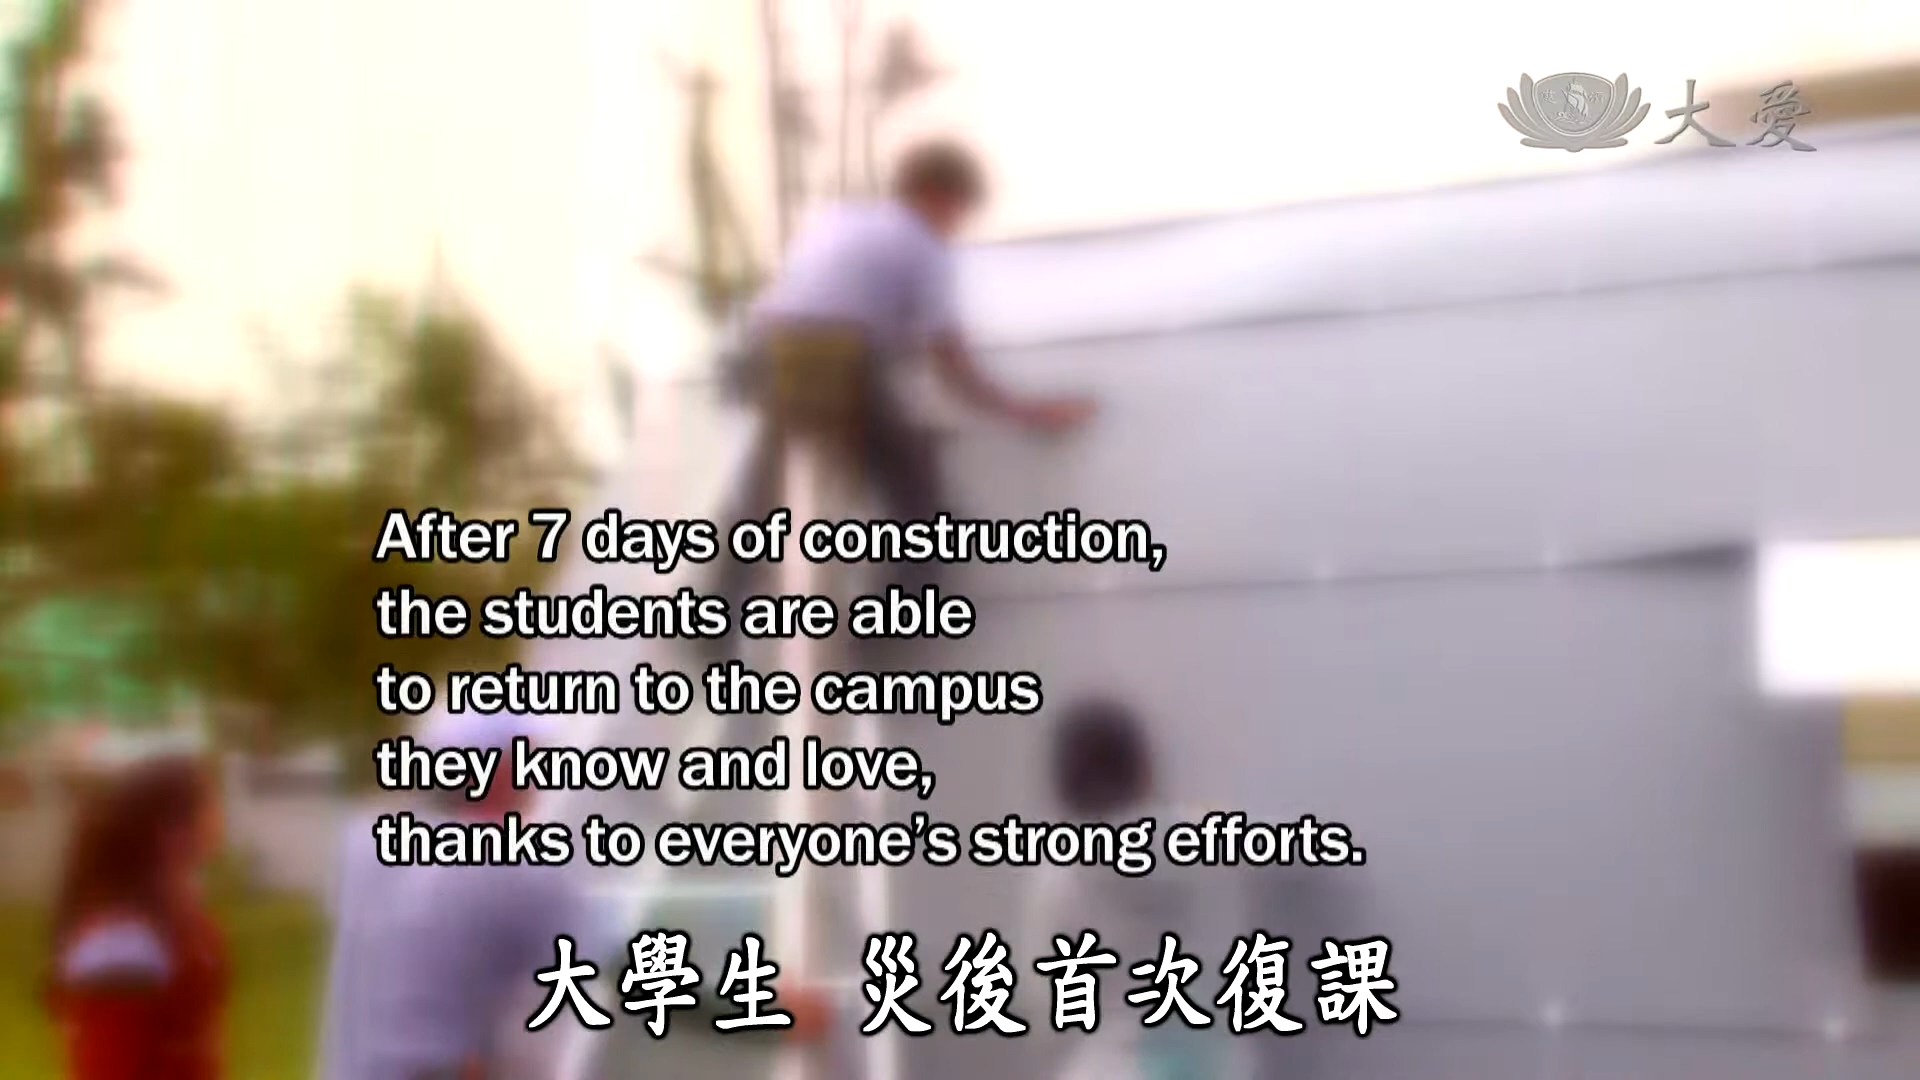 大愛
After 7 days of construction,
the students are able
to return to the campus
they know and love,
thanks to everyone's strong efforts.
大學生 災後首次復課